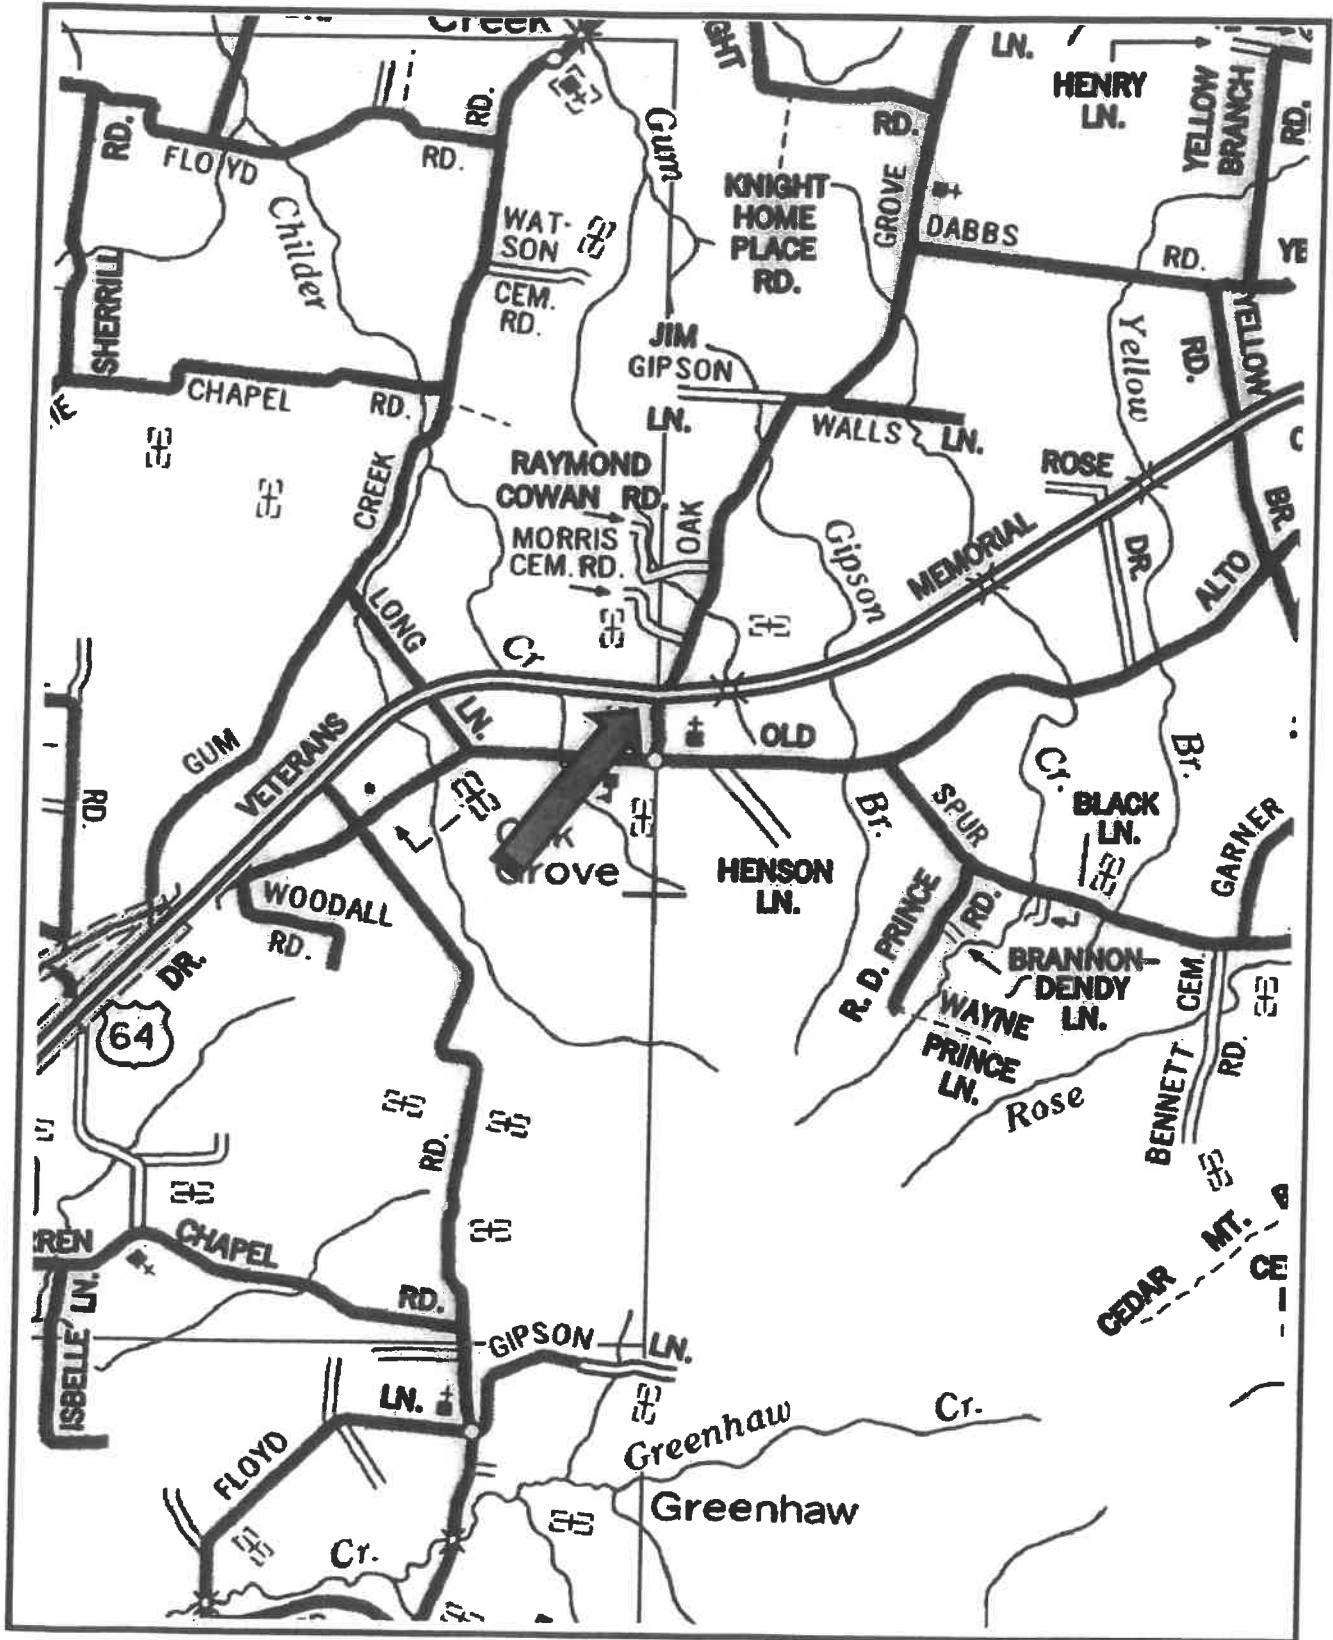 Creek
LN.
HENRY
LN.
YELLOW
BRANCH
RD.
RD.
RD.
FLOYD
RD.
Gum
RD.
KNIGHT
HOME
PLACE
RD.
GROVE
DABBS
RD.
Childer
WAT-
SON
CEM.
RD.
SHERRILL
JIM
GIPSON
LN.
Yellow
RD.
YELLOW
CHAPEL
RD.
WALLS
LN.
ROSE
DR.
RAYMOND
COWAN RD.
MORRIS
CEM. RD.
CREEK
OAK
Gipson
MEMORIAL
BR.
ALTO
LONG
LN.
Cr
GUM
VETERANS
OLD
RD.
Br.
SPUR
Cr.
Br.
BLACK
LN.
GARNER
Grove
HENSON
LN.
WOODALL
RD.
DR.
64
R. D. PRINCE
RD.
BRANNON-
DENDY
LN.
WAYNE
PRINCE
LN.
Rose
BENNETT CEM.
RD.
RD.
CHAPEL
RD.
ISBELLE LN.
CEDAR MT.
GIPSON LN.
LN.
FLOYD
Greenhaw Cr.
Greenhaw
Cr.